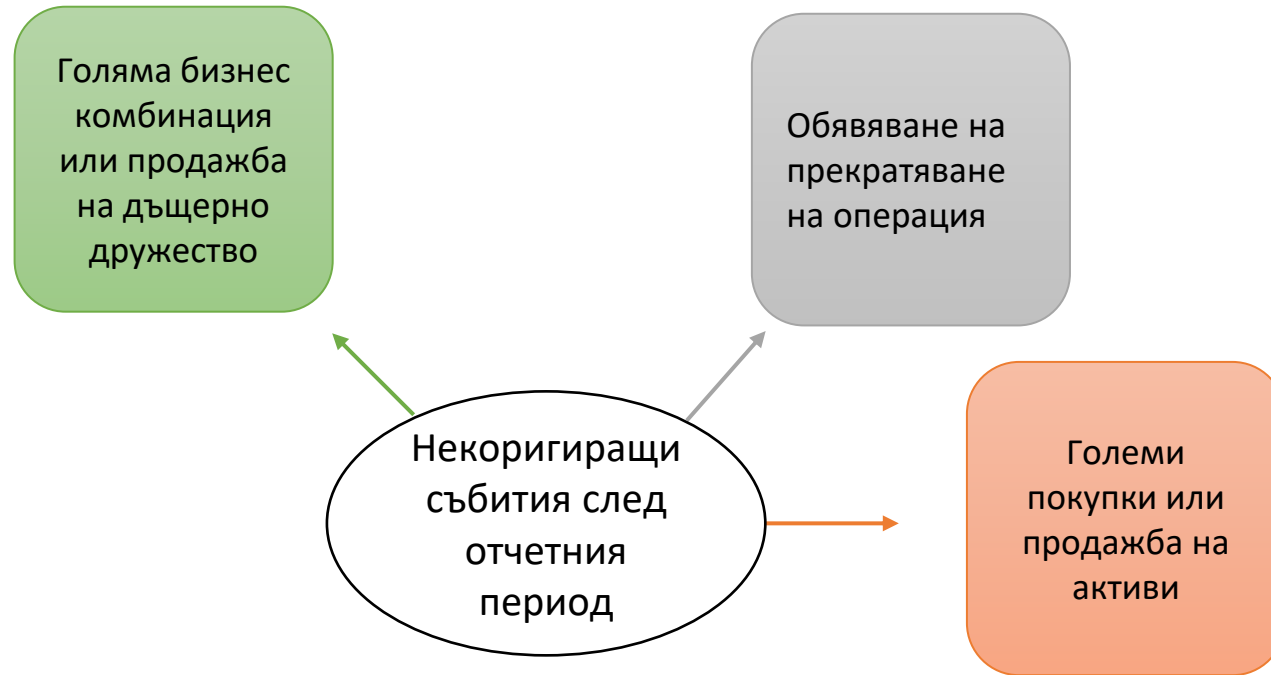 Голяма бизнес
комбинация
или продажба
на дъщерно
дружество
Обявяване на
прекратяване
на операция
Некоригиращи
събития след
отчетния
период
Големи
покупки или
продажба на
активи